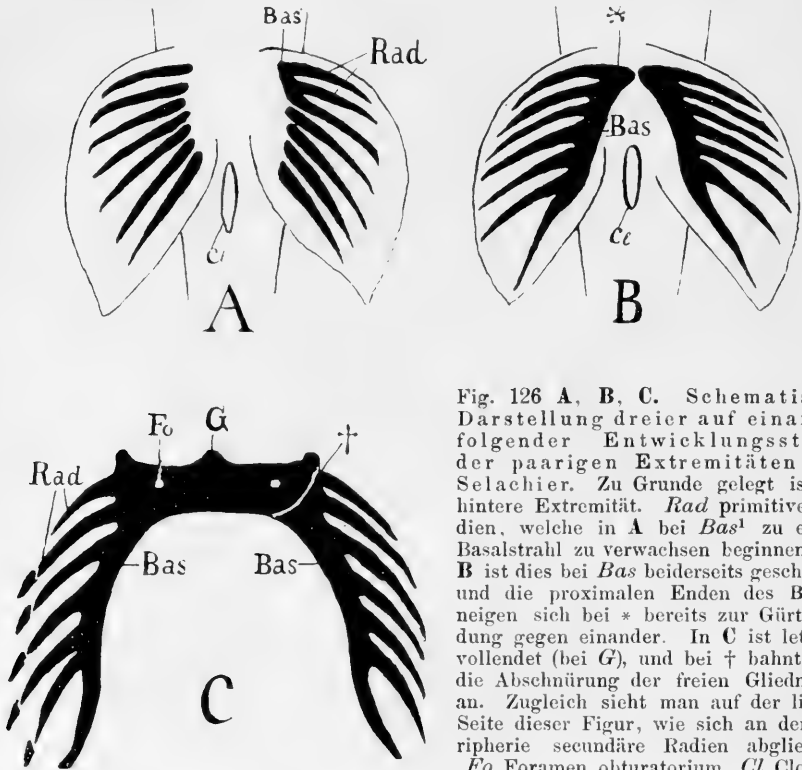 Bas
Rad
*
Bas
Cl
Cl
A
B
Fo
G
†
Rad
Bas
Bas
C
Fig. 126 A, B, C. Schemati
Darstellung dreier auf eina
folgender Entwicklungsst
der paarigen Extremitäten
Selachier. Zu Grunde gelegt is
hintere Extremität. Rad primitive
dien, welche in A bei Bas¹ zu e
Basalstrahl zu verwachsen beginnen
B ist dies bei Bas beiderseits gesch
und die proximalen Enden des B
neigen sich bei * bereits zur Gürt
dung gegen einander. In C ist let
vollendet (bei G), und bei † bahnt
die Abschnürung der freien Gliedm
an. Zugleich sieht man auf der li
Seite dieser Figur, wie sich an der
ripherie secundäre Radien abglie
Fo Foramen obturatorium, Cl Clo